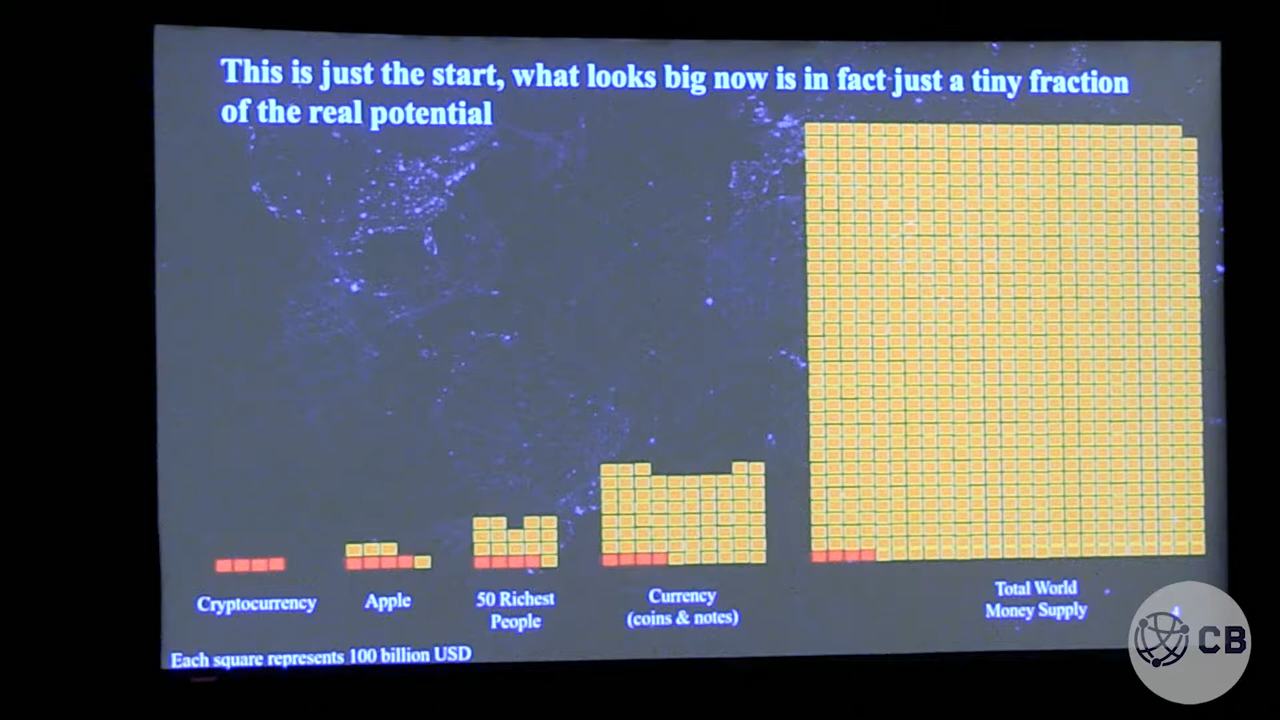 This is just the start, what looks big now is in fact just a tiny fraction
of the real potential
Cryptocurrency
Apple
50 Richest
People
Currency
(coins & notes)
Total World
Money Supply
4
Each square represents 100 billion USD
CB